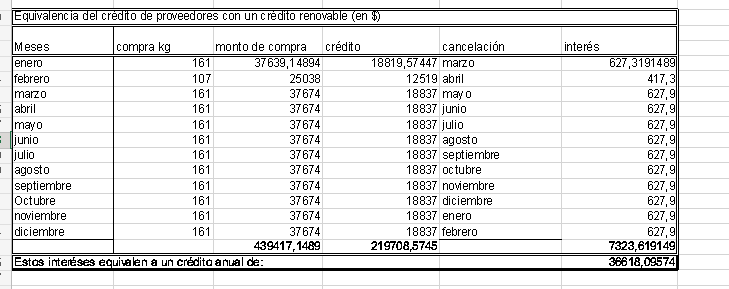 Equivalencia del crédito de proveedores con un crédito renovable (en $)
Meses compra kg monto de compra crédito cancelación interés
enero 161 37639,14894 18819,57447 marzo 627,3191489
febrero 107 25038 12519 abril 417,3
marzo 161 37674 18837 mayo 627,9
abril 161 37674 18837 junio 627,9
mayo 161 37674 18837 julio 627,9
junio 161 37674 18837 agosto 627,9
julio 161 37674 18837 septiembre 627,9
agosto 161 37674 18837 octubre 627,9
septiembre 161 37674 18837 noviembre 627,9
Octubre 161 37674 18837 diciembre 627,9
noviembre 161 37674 18837 enero 627,9
diciembre 161 37674 18837 febrero 627,9
439417,1489 219708,5745 7323,619149
Estos interéses equivalen a un crédito anual de: 36618,09574